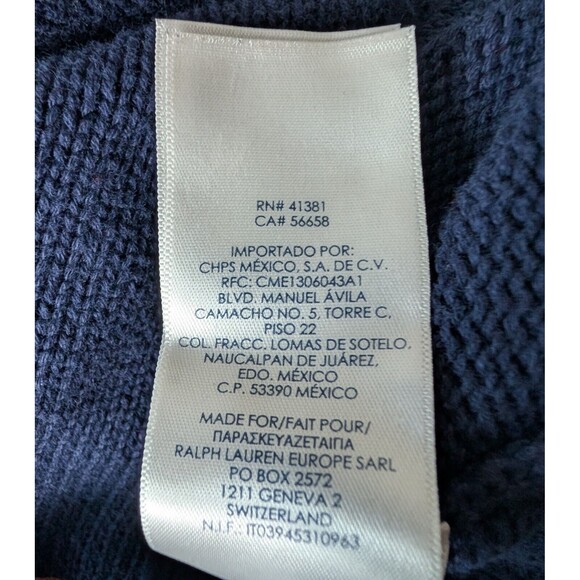 RN# 41381
CA# 56658
IMPORTADO POR:
CHPS MÉXICO, S.A. DE C.V.
RFC: CME1306043A1
BLVD. MANUEL ÁVILA
CAMACHO NO. 5, TORRE C,
PISO 22
COL. FRACC. LOMAS DE SOTELO,
NAUCALPAN DE JUÁREZ,
EDO. MÉXICO
C.P. 53390 MÉXICO
MADE FOR/FAIT POUR/
ΠΑΡΑΣΚΕΥΑΖΕΤΑΙΓΙΑ
RALPH LAUREN EUROPE SARL
PO BOX 2572
1211 GENEVA 2
SWITZERLAND
N.I.F.: IT03945310963